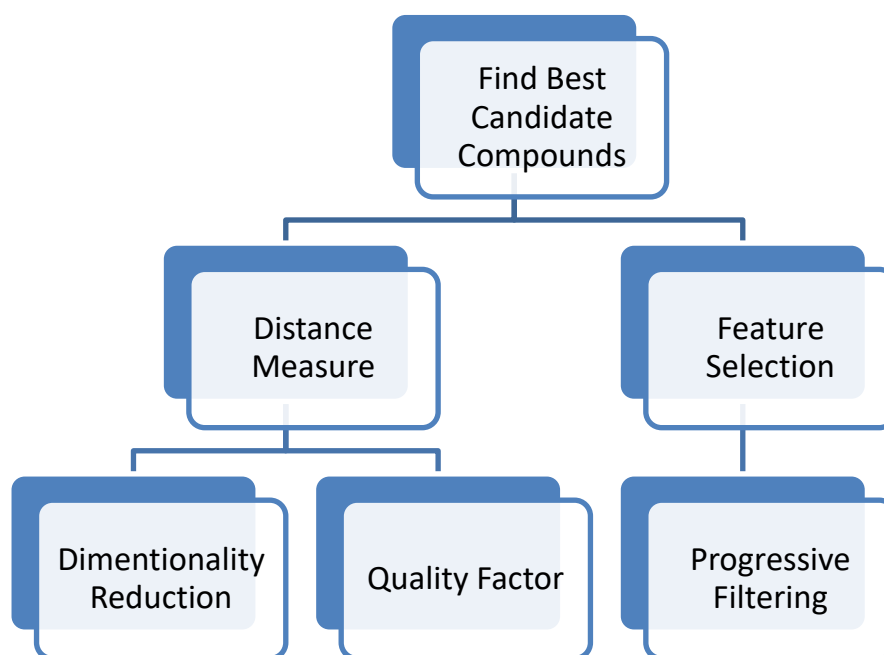 Find Best
Candidate
Compounds
Distance
Measure
Feature
Selection
Dimentionality
Reduction
Quality Factor
Progressive
Filtering